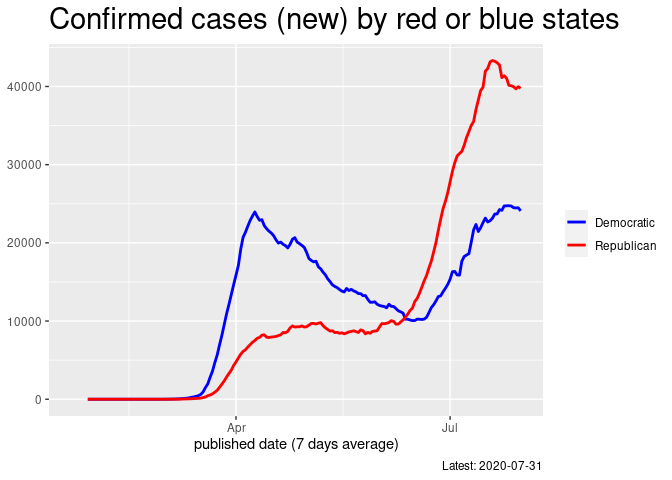 Confirmed cases (new) by red or blue states
40000
30000
20000
10000
0
Apr
Jul
published date (7 days average)
Democratic
Republican
Latest: 2020-07-31